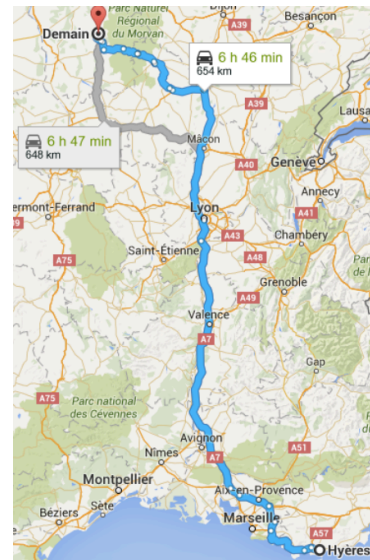 Parc Naturel
Régional
du Morvan
Dijon
Besançon
Demain
6 h 46 min
654 km
A39
A39
6 h 47 min
648 km
Mâcon
Lausa
Genève
A40
Annecy
ermont-Ferrand
Lyon
A41
A43
Chambéry
Saint-Étienne
A75
A48
Grenoble
A49
Valence
A7
Gap
Parc national
des Cévennes
A75
Avignon
A51
Nîmes
A7
Montpellier
Aix-en-Provence
Sète
Béziers
Marseille
A57
Hyères